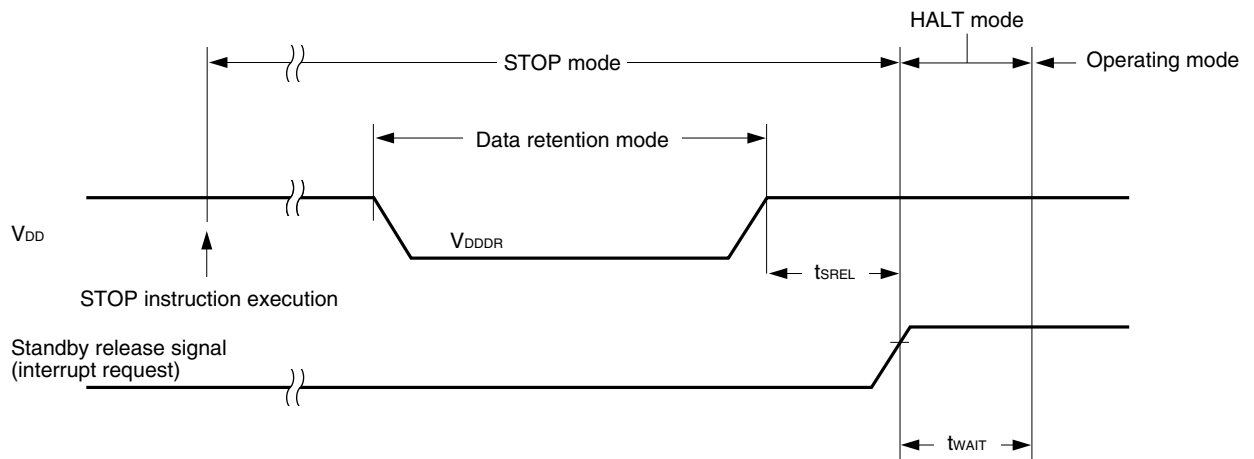 HALT mode
STOP mode
Operating mode
Data retention mode
VDD
VDDDR
tSREL
STOP instruction execution
Standby release signal
(interrupt request)
tWAIT